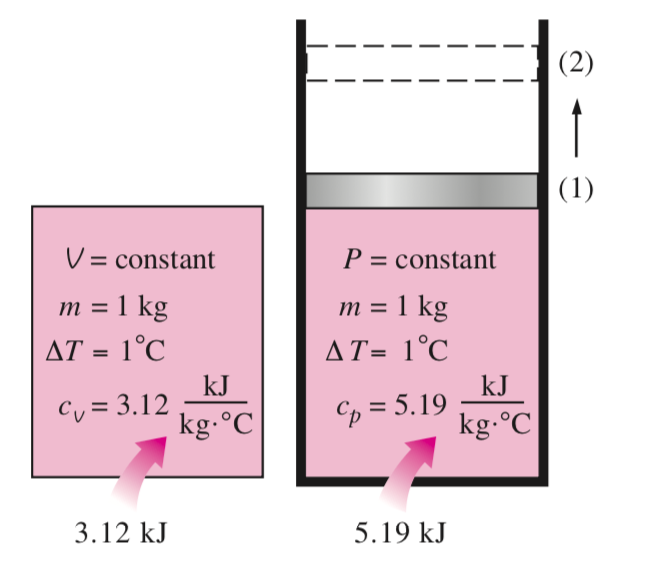 V = constant
m = 1 kg
ΔT = 1°C
c_v = 3.12 kJ/kg·°C
3.12 kJ
(2)
(1)
P = constant
m = 1 kg
ΔT = 1°C
c_p = 5.19 kJ/kg·°C
5.19 kJ